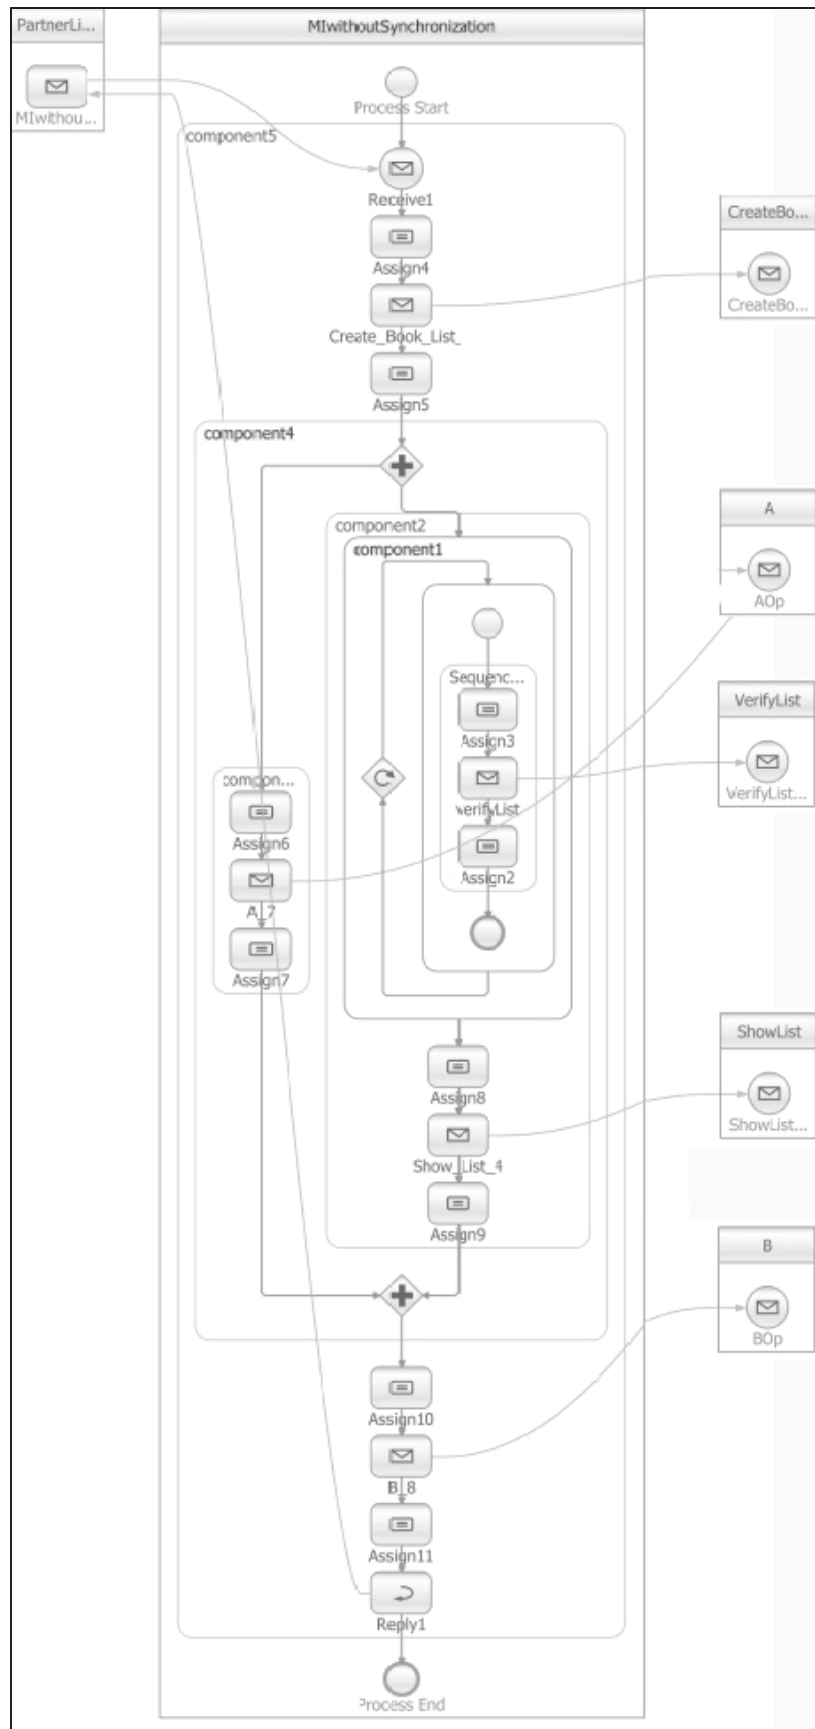 PartnerLi...
MIwithoutSynchronization
MIwithou...
Process Start
component5
Receive1
Assign4
CreateBo...
CreateBo...
Create_Book_List_
Assign5
component4
A
AOp
component2
component1
Sequenc...
Assign3
VerifyList
VerifyList...
verifyList
Assign2
compon...
Assign6
A_7
Assign7
Assign8
ShowList
ShowList...
Show_List_4
Assign9
B
BOp
Assign10
B_8
Assign11
Reply1
Process End